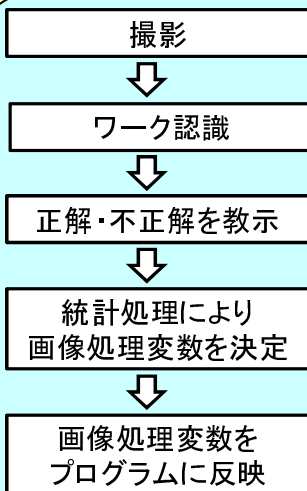 撮影
ワーク認識
正解・不正解を教示
統計処理により
画像処理変数を決定
画像処理変数を
プログラムに反映